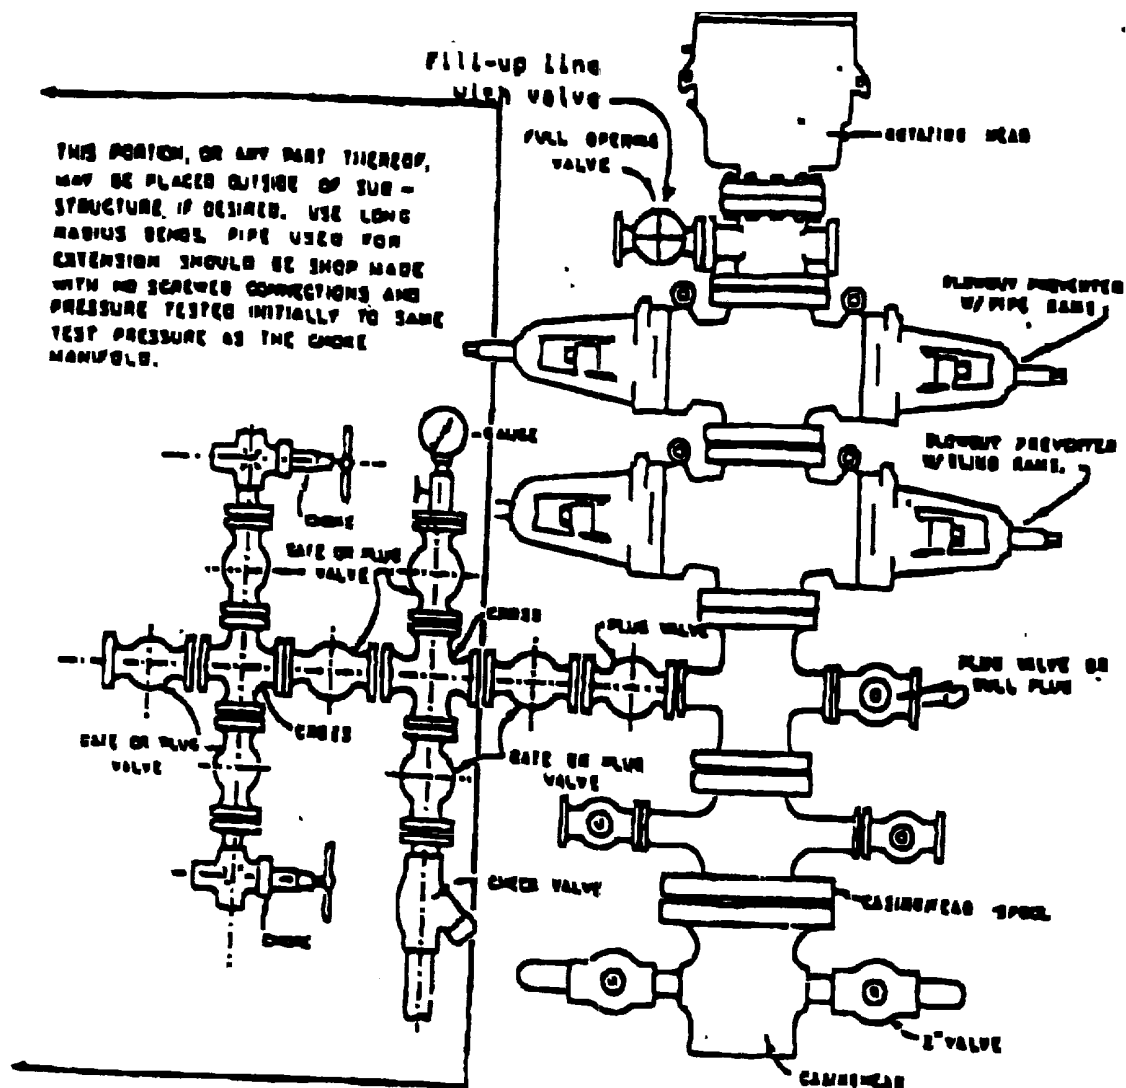 Fill-up line
with valve
FULL OPENING
VALVE
ROTATING HEAD
THIS PORTION, OR ANY PART THEREOF,
MAY BE PLACED OUTSIDE OF SUB-
STRUCTURE IF DESIRED. USE LONG
RADIUS BENDS. PIPE USED FOR
EXTENSION SHOULD BE SHOP MADE
WITH NO SCREWED CONNECTIONS AND
PRESSURE TESTED INITIALLY TO SAME
TEST PRESSURE AS THE CHOKE
MANIFOLD.
BLOWOUT PREVENTER
W/ PIPE RAMS
GAUGE
BLOWOUT PREVENTER
W/ BLIND RAMS.
CHOKE
GATE OR PLUG
VALVE
CROSS
PLUG VALVE
PLUG VALVE OR
BULL PLUG
CROSS
GATE OR PLUG
VALVE
GATE OR PLUG
VALVE
CHECK VALVE
CASINGHEAD SPOOL
CHOKE
2" VALVE
CASINGHEAD